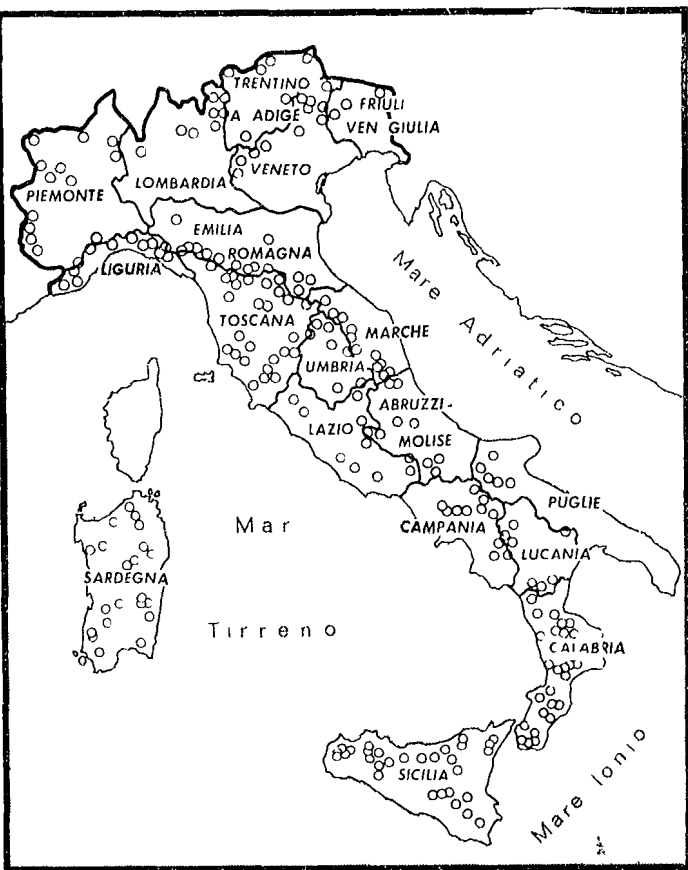 TRENTINO
A ADIGE
FRIULI
VEN GIULIA
VENETO
LOMBARDIA
PIEMONTE
EMILIA
ROMAGNA
LIGURIA
TOSCANA
MARCHE
UMBRIA
ABRUZZI-
MOLISE
LAZIO
PUGLIE
CAMPANIA
LUCANIA
SARDEGNA
CALABRIA
SICILIA
Mare Adriatico
Mar
Tirreno
Mare Ionio